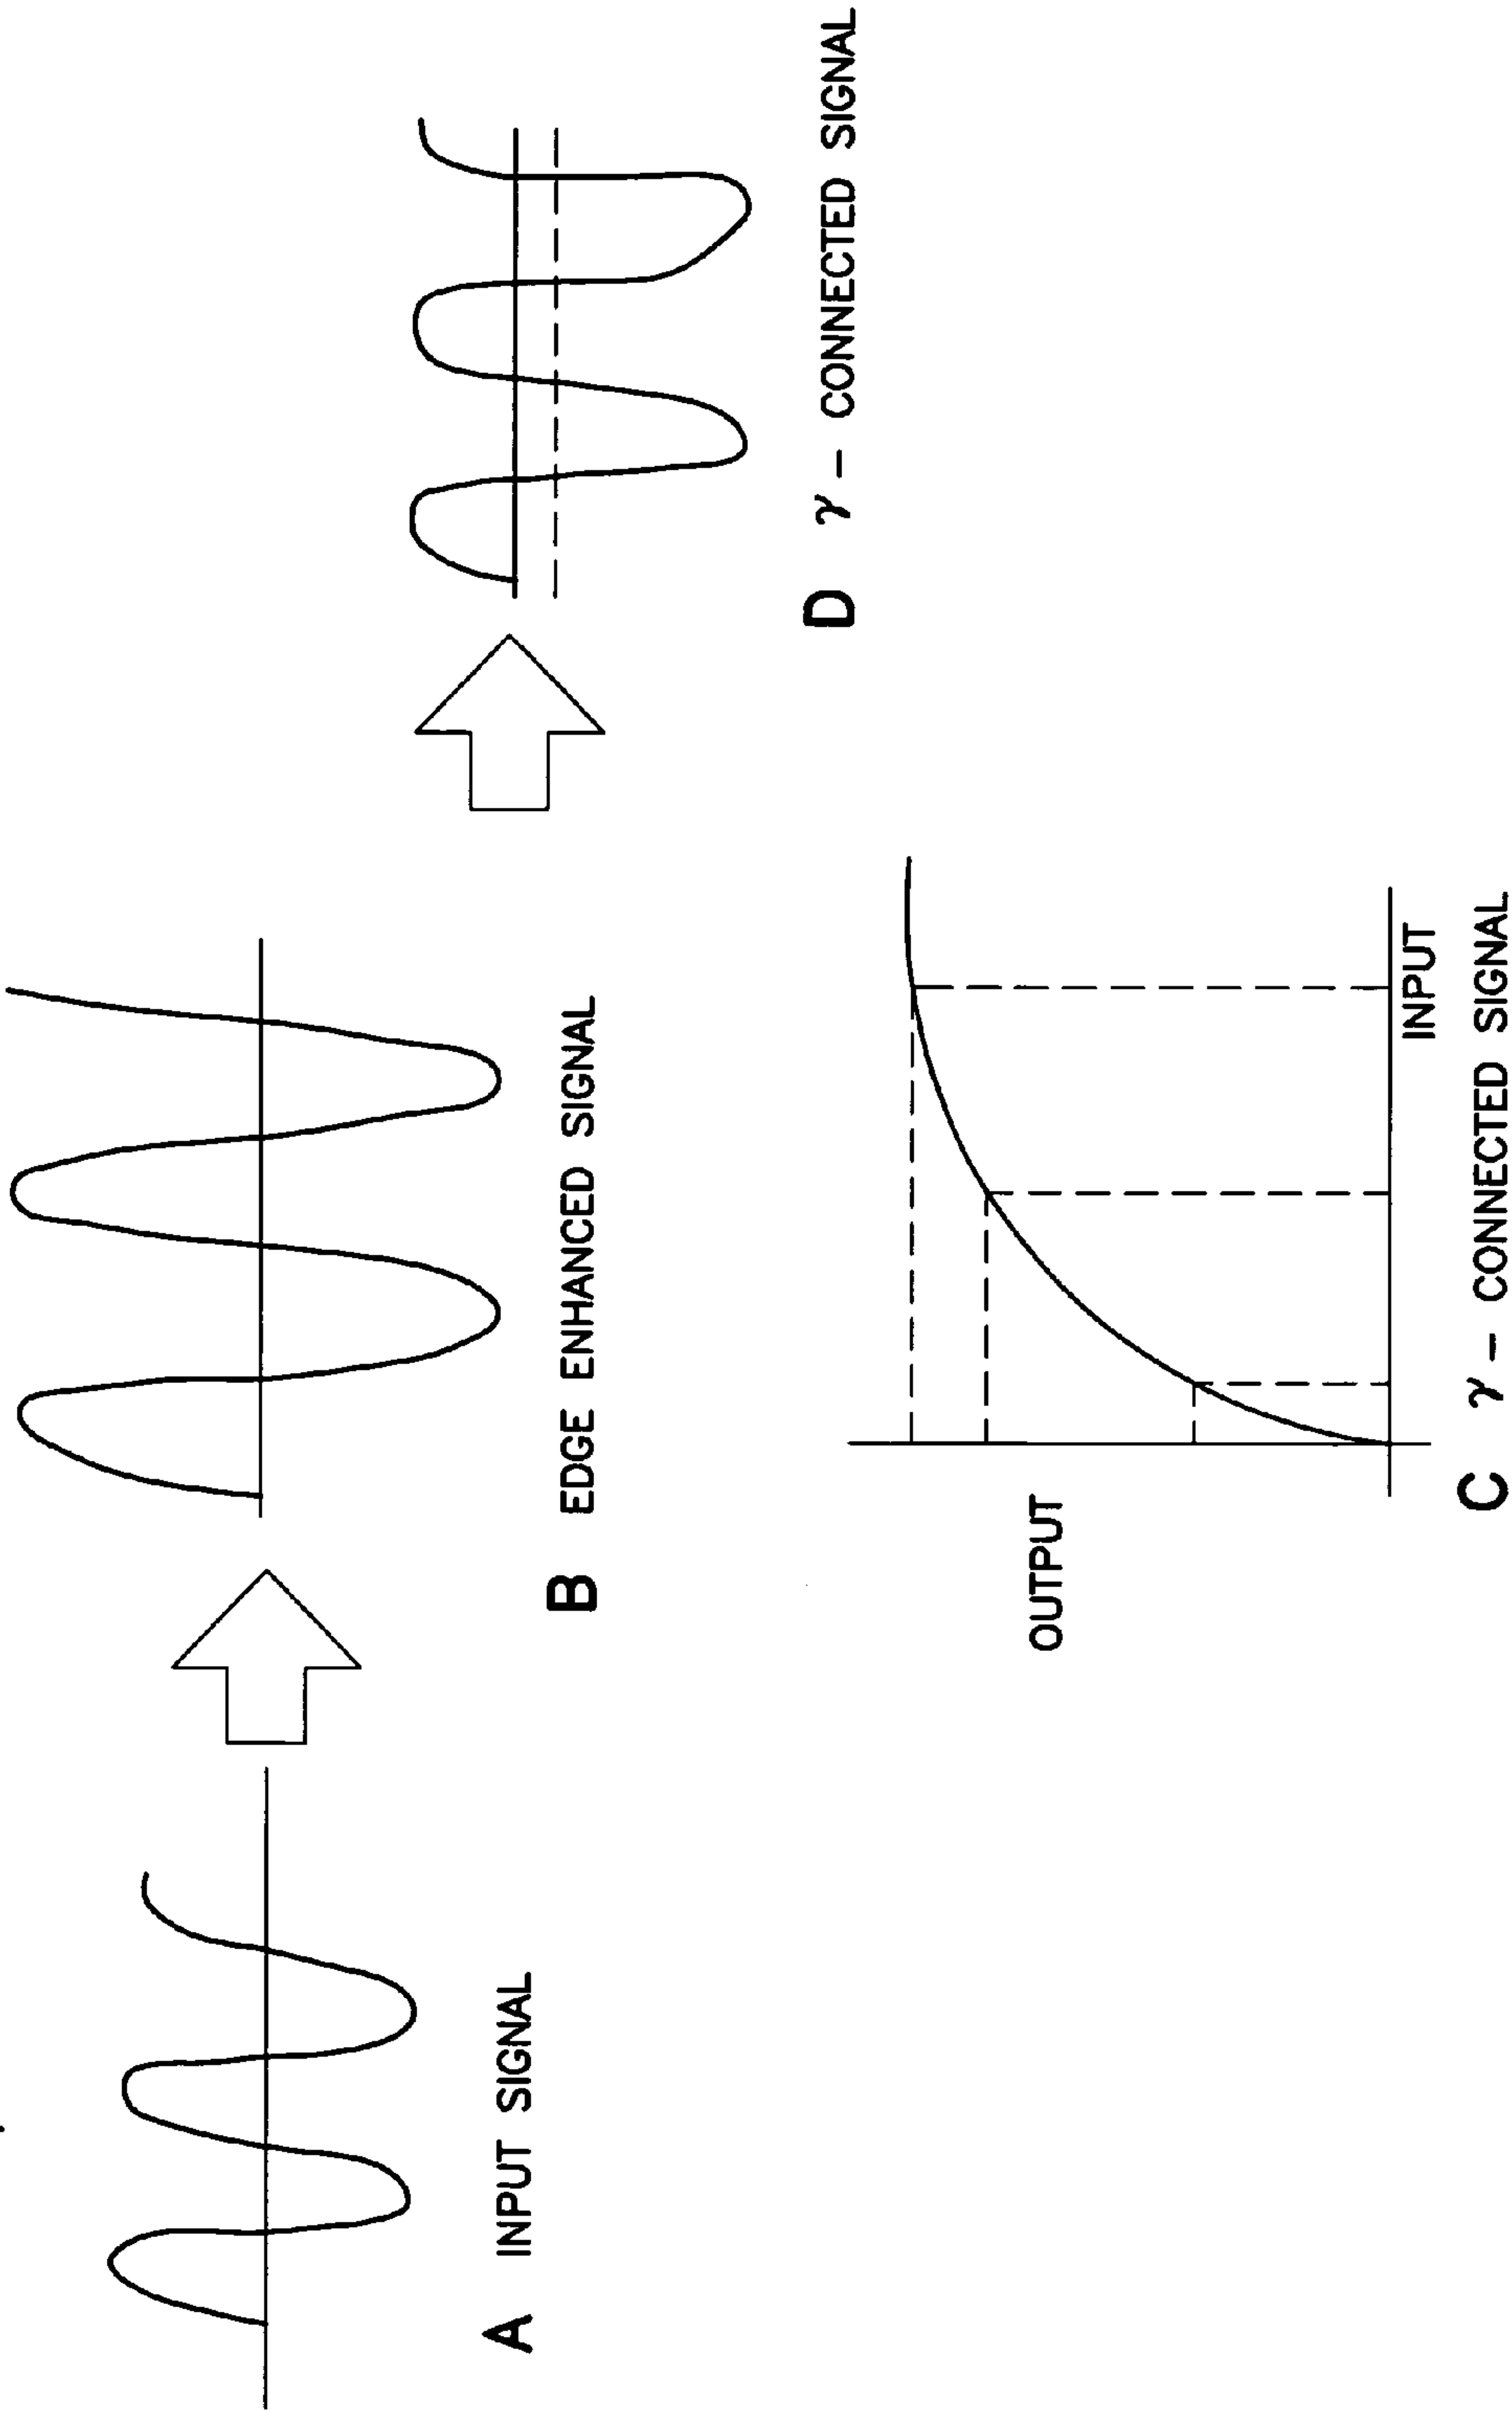 A INPUT SIGNAL
B EDGE ENHANCED SIGNAL
OUTPUT
INPUT
C γ - CONNECTED SIGNAL
D γ - CONNECTED SIGNAL